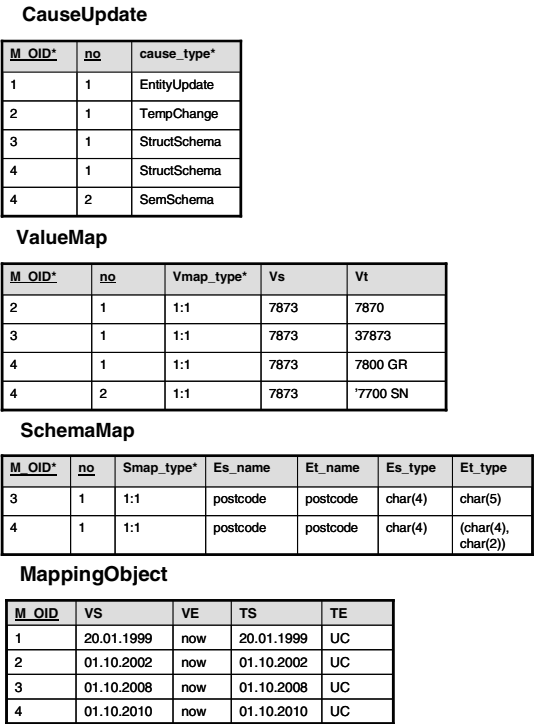 CauseUpdate
M_OID* no cause_type*
1 1 EntityUpdate
2 1 TempChange
3 1 StructSchema
4 1 StructSchema
4 2 SemSchema
ValueMap
M_OID* no Vmap_type* Vs Vt
2 1 1:1 7873 7870
3 1 1:1 7873 37873
4 1 1:1 7873 7800 GR
4 2 1:1 7873 '7700 SN
SchemaMap
M_OID* no Smap_type* Es_name Et_name Es_type Et_type
3 1 1:1 postcode postcode char(4) char(5)
4 1 1:1 postcode postcode char(4) (char(4),
char(2))
MappingObject
M_OID VS VE TS TE
1 20.01.1999 now 20.01.1999 UC
2 01.10.2002 now 01.10.2002 UC
3 01.10.2008 now 01.10.2008 UC
4 01.10.2010 now 01.10.2010 UC